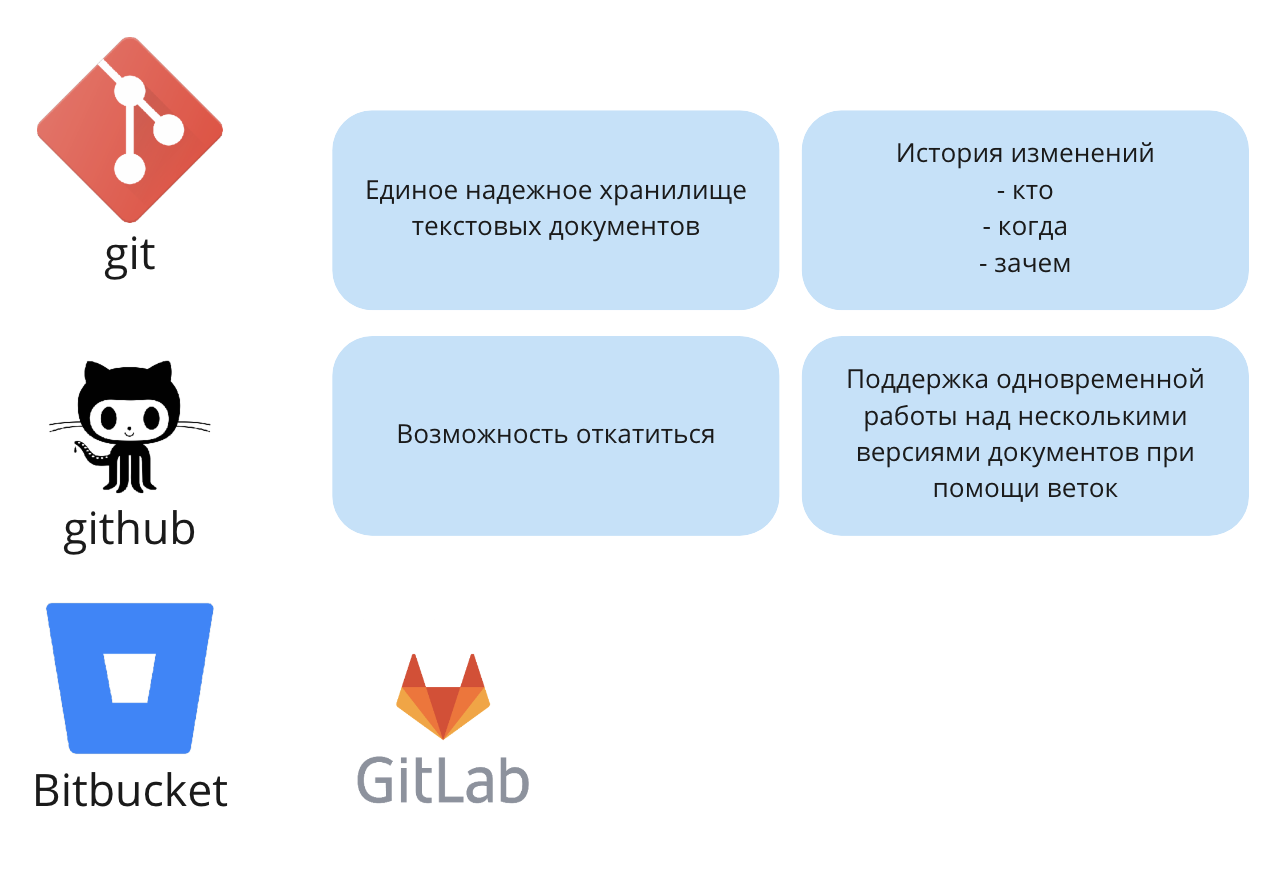 git
Единое надежное хранилище
текстовых документов
История изменений
- кто
- когда
- зачем
github
Возможность откатиться
Поддержка одновременной
работы над несколькими
версиями документов при
помощи веток
Bitbucket
GitLab